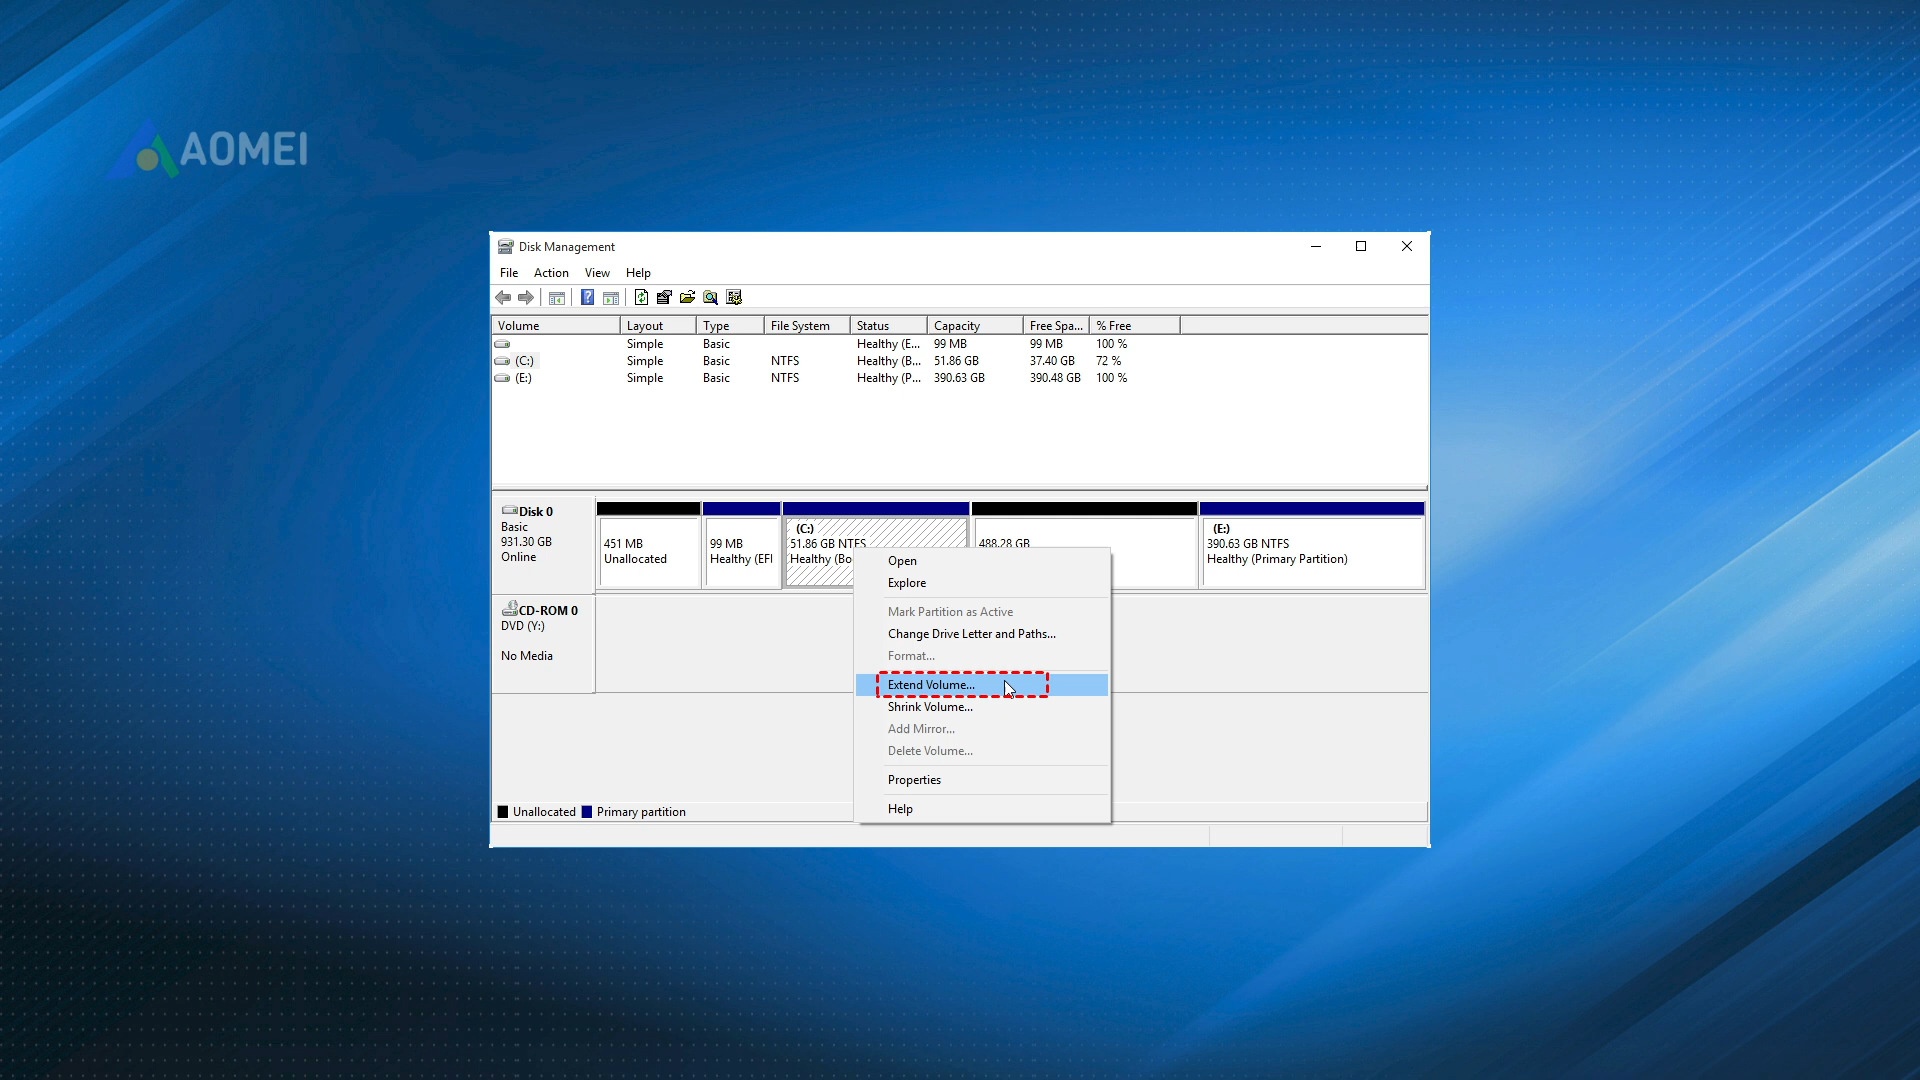 AOMEI
Disk Management
File Action View Help
Volume Layout Type File System Status Capacity Free Spa... % Free
Simple Basic Healthy (E... 99 MB 99 MB 100 %
(C:) Simple Basic NTFS Healthy (B... 51.86 GB 37.40 GB 72 %
(E:) Simple Basic NTFS Healthy (P... 390.63 GB 390.48 GB 100 %
Disk 0
Basic
931.30 GB
Online
451 MB
Unallocated
99 MB
Healthy (EFI
(C:)
51.86 GB NTFS
Healthy (Bo
488.28 GB
(E:)
390.63 GB NTFS
Healthy (Primary Partition)
CD-ROM 0
DVD (Y:)
No Media
Open
Explore
Mark Partition as Active
Change Drive Letter and Paths...
Format...
Extend Volume...
Shrink Volume...
Add Mirror...
Delete Volume...
Properties
Help
Unallocated Primary partition